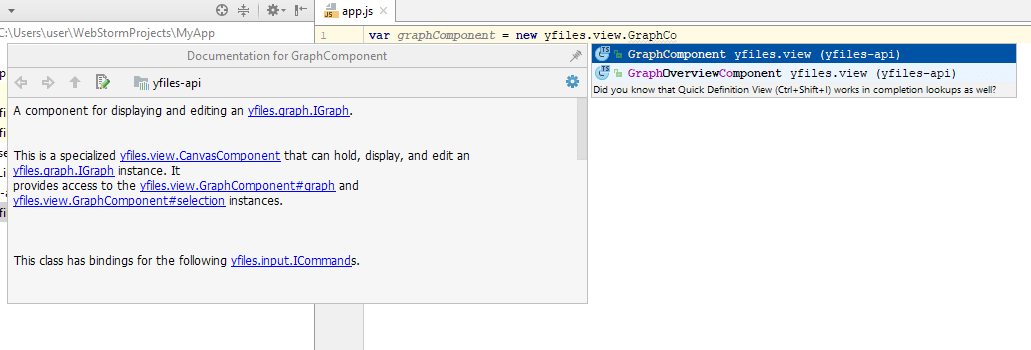 app.js
C:\Users\user\WebStormProjects\MyApp
1 var graphComponent = new yfiles.view.GraphCo
Documentation for GraphComponent
yfiles-api
A component for displaying and editing an yfiles.graph.IGraph.
This is a specialized yfiles.view.CanvasComponent that can hold, display, and edit an
yfiles.graph.IGraph instance. It
provides access to the yfiles.view.GraphComponent#graph and
yfiles.view.GraphComponent#selection instances.
This class has bindings for the following yfiles.input.ICommands.
GraphComponent yfiles.view (yfiles-api)
GraphOverviewComponent yfiles.view (yfiles-api)
Did you know that Quick Definition View (Ctrl+Shift+I) works in completion lookups as well?